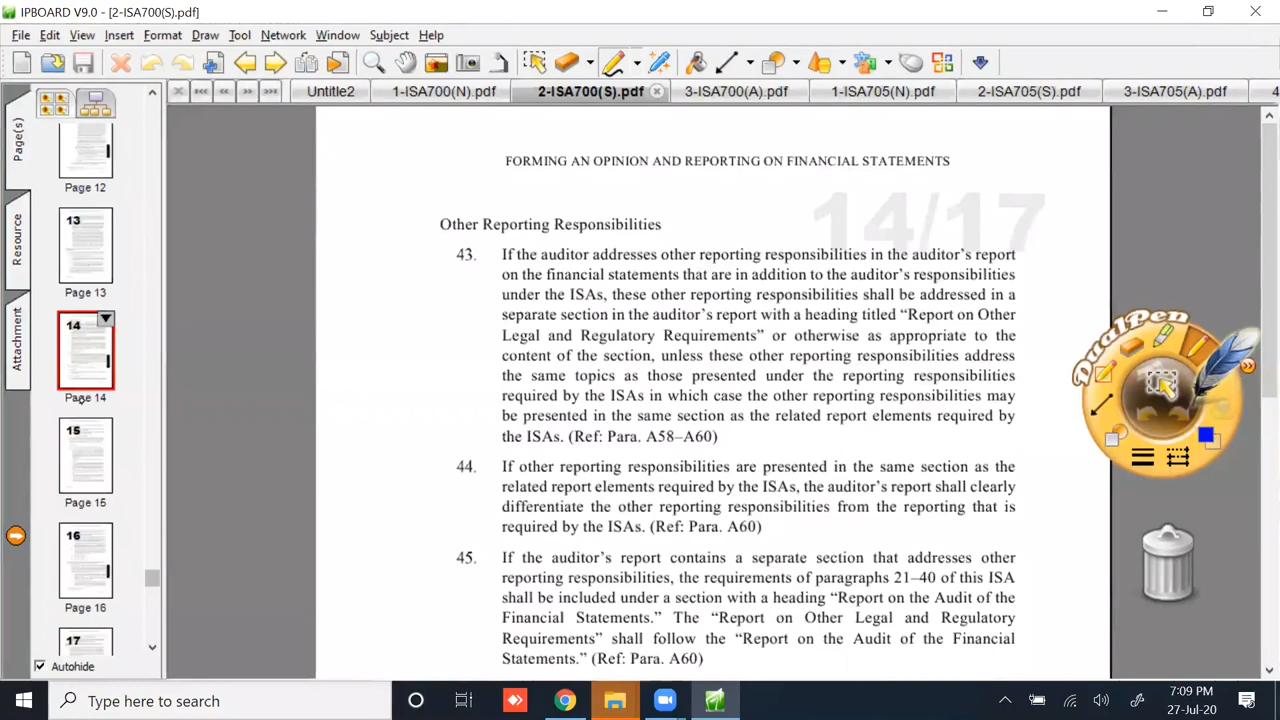 IPBOARD V9.0 - [2-ISA700(S).pdf]
File Edit View Insert Format Draw Tool Network Window Subject Help
Untitle2 1-ISA700(N).pdf 2-ISA700(S).pdf 3-ISA700(A).pdf 1-ISA705(N).pdf 2-ISA705(S).pdf 3-ISA705(A).pdf 4
Page(s)
Resource
Attachment
Page 12
13
Page 13
14
Page 14
15
Page 15
16
Page 16
17
Autohide
FORMING AN OPINION AND REPORTING ON FINANCIAL STATEMENTS
14/17
Other Reporting Responsibilities
43. If the auditor addresses other reporting responsibilities in the auditor’s report
on the financial statements that are in addition to the auditor’s responsibilities
under the ISAs, these other reporting responsibilities shall be addressed in a
separate section in the auditor’s report with a heading titled “Report on Other
Legal and Regulatory Requirements” or otherwise as appropriate to the
content of the section, unless these other reporting responsibilities address
the same topics as those presented under the reporting responsibilities
required by the ISAs in which case the other reporting responsibilities may
be presented in the same section as the related report elements required by
the ISAs. (Ref: Para. A58–A60)
44. If other reporting responsibilities are presented in the same section as the
related report elements required by the ISAs, the auditor’s report shall clearly
differentiate the other reporting responsibilities from the reporting that is
required by the ISAs. (Ref: Para. A60)
45. If the auditor’s report contains a separate section that addresses other
reporting responsibilities, the requirements of paragraphs 21–40 of this ISA
shall be included under a section with a heading “Report on the Audit of the
Financial Statements.” The “Report on Other Legal and Regulatory
Requirements” shall follow the “Report on the Audit of the Financial
Statements.” (Ref: Para. A60)
DualPen
Type here to search
7:09 PM
27-Jul-20